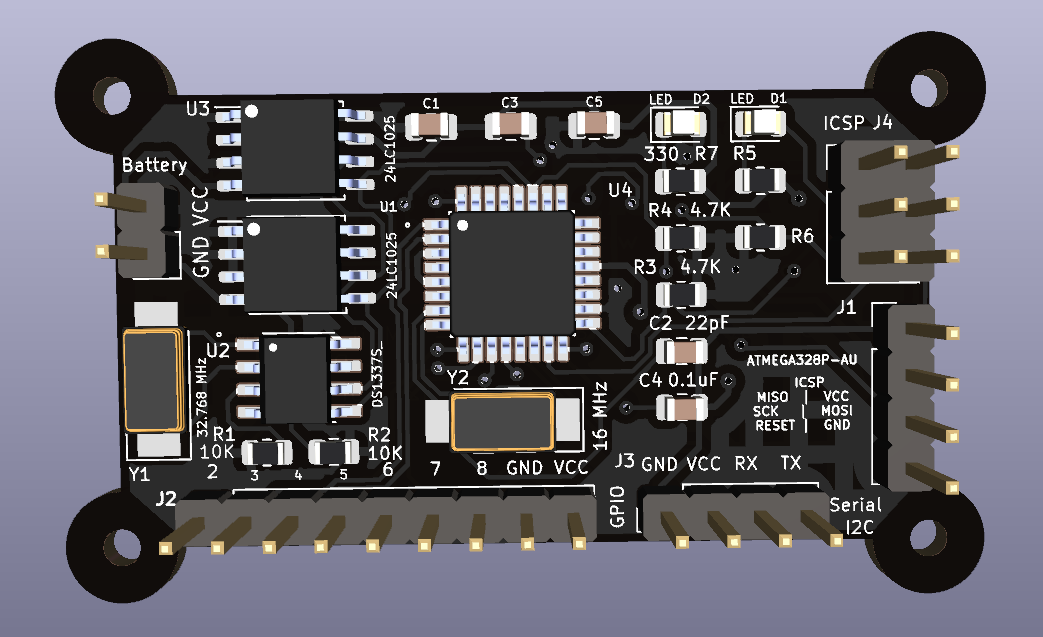 U3
C1
C3
C5
LED D2
LED D1
ICSP J4
24LC1025
330 R7
R5
Battery
GND VCC
U1
U4
R4 4.7K
24LC1025
R6
R3 4.7K
J1
C2 22pF
U2
DS1337S_
32.768 MHz
Y2
ATMEGA328P-AU
ICSP
MISO | VCC
SCK | MOSI
RESET | GND
C4 0.1uF
16 MHz
R1
10K
R2
10K
Y1
2
3
4
5
6
7
8
GND
VCC
J3
GND
VCC
RX
TX
J2
GPIO
Serial
I2C